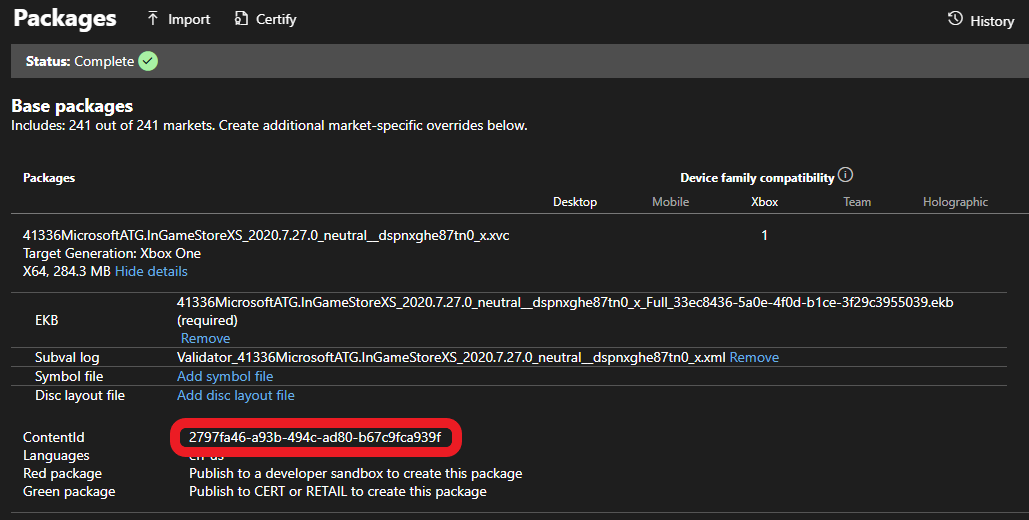 Packages Import Certify History
Status: Complete
Base packages
Includes: 241 out of 241 markets. Create additional market-specific overrides below.
Packages Device family compatibility
Desktop Mobile Xbox Team Holographic
41336MicrosoftATG.InGameStoreXS_2020.7.27.0_neutral__dspnxghe87tn0_x.xvc 1
Target Generation: Xbox One
X64, 284.3 MB Hide details
41336MicrosoftATG.InGameStoreXS_2020.7.27.0_neutral__dspnxghe87tn0_x_Full_33ec8436-5a0e-4f0d-b1ce-3f29c3955039.ekb
EKB (required)
Remove
Subval log Validator_41336MicrosoftATG.InGameStoreXS_2020.7.27.0_neutral__dspnxghe87tn0_x.xml Remove
Symbol file Add symbol file
Disc layout file Add disc layout file
ContentId 2797fa46-a93b-494c-ad80-b67c9fca939f
Languages en-us
Red package Publish to a developer sandbox to create this package
Green package Publish to CERT or RETAIL to create this package